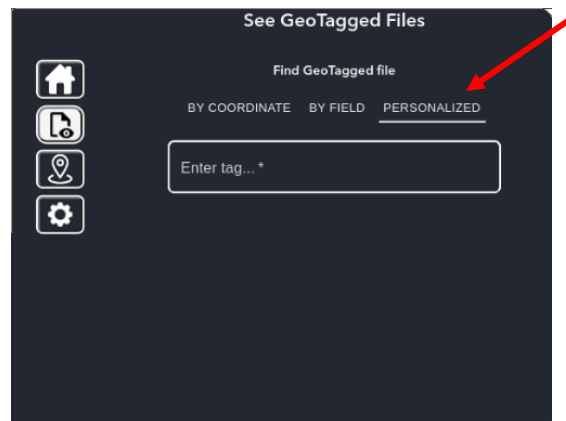 See GeoTagged Files
Find GeoTagged file
BY COORDINATE BY FIELD PERSONALIZED
Enter tag... *